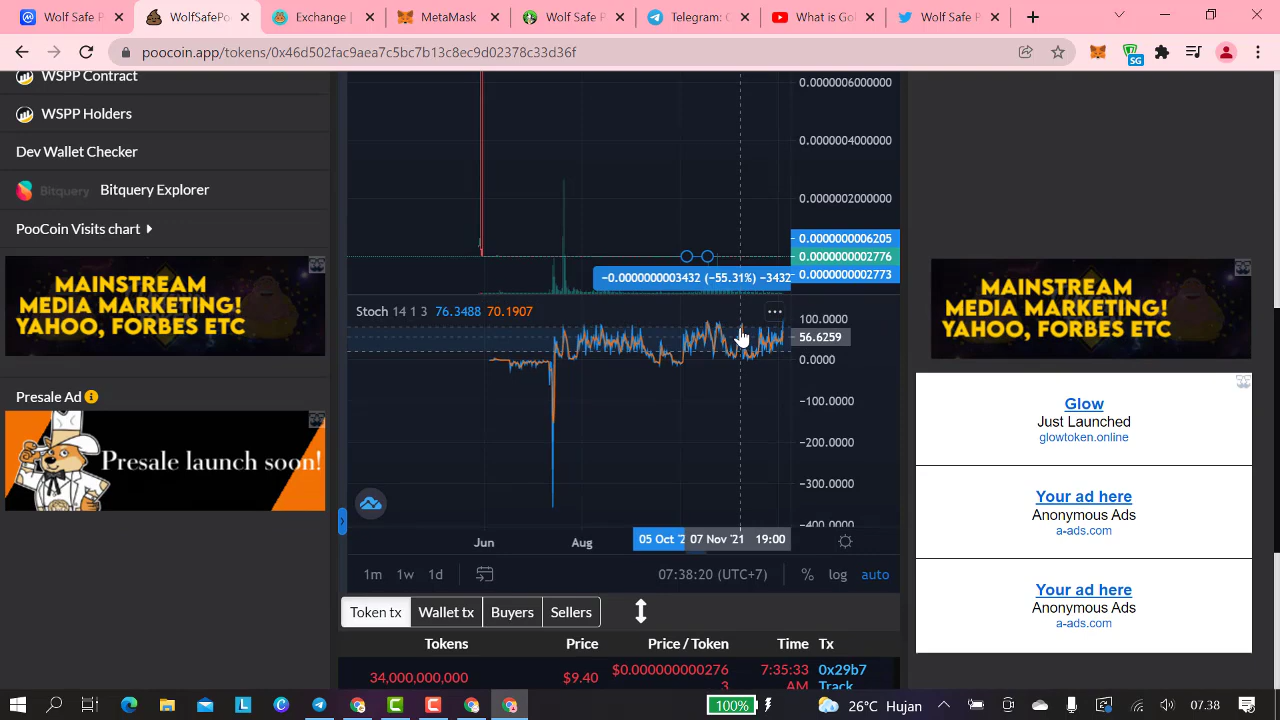 WolfSafePo
Exchange |
MetaMask
Wolf Safe P
Telegram: C
What is Gol
Wolf Safe P
poocoin.app/tokens/0x46d502fac9aea7c5bc7b13c8ec9d02378c33d36f
SG
WSPP Contract
WSPP Holders
Dev Wallet Checker
Bitquery
Bitquery Explorer
PooCoin Visits chart
MAINSTREAM
MEDIA MARKETING!
YAHOO, FORBES ETC
Presale Ad
Presale launch soon!
0.0000000006000000
0.0000000004000000
0.0000000002000000
0.0000000006205
0.0000000002776
0.0000000002773
−0.0000000003432 (−55.31%) −3432
Stoch 14 1 3 76.3488 70.1907
100.0000
56.6259
0.0000
−100.0000
−200.0000
−300.0000
−400.0000
Jun
Aug
05 Oct '2
07 Nov '21 19:00
1m 1w 1d
07:38:20 (UTC+7)
% log auto
Token tx
Wallet tx
Buyers
Sellers
Tokens Price Price / Token Time Tx
34,000,000,000 $9.40 $0.000000000276
3
7:35:33
AM
0x29b7
Track
MAINSTREAM
MEDIA MARKETING!
YAHOO, FORBES ETC
Glow
Just Launched
glowtoken.online
Your ad here
Anonymous Ads
a-ads.com
Your ad here
Anonymous Ads
a-ads.com
100%
26°C Hujan
07.38